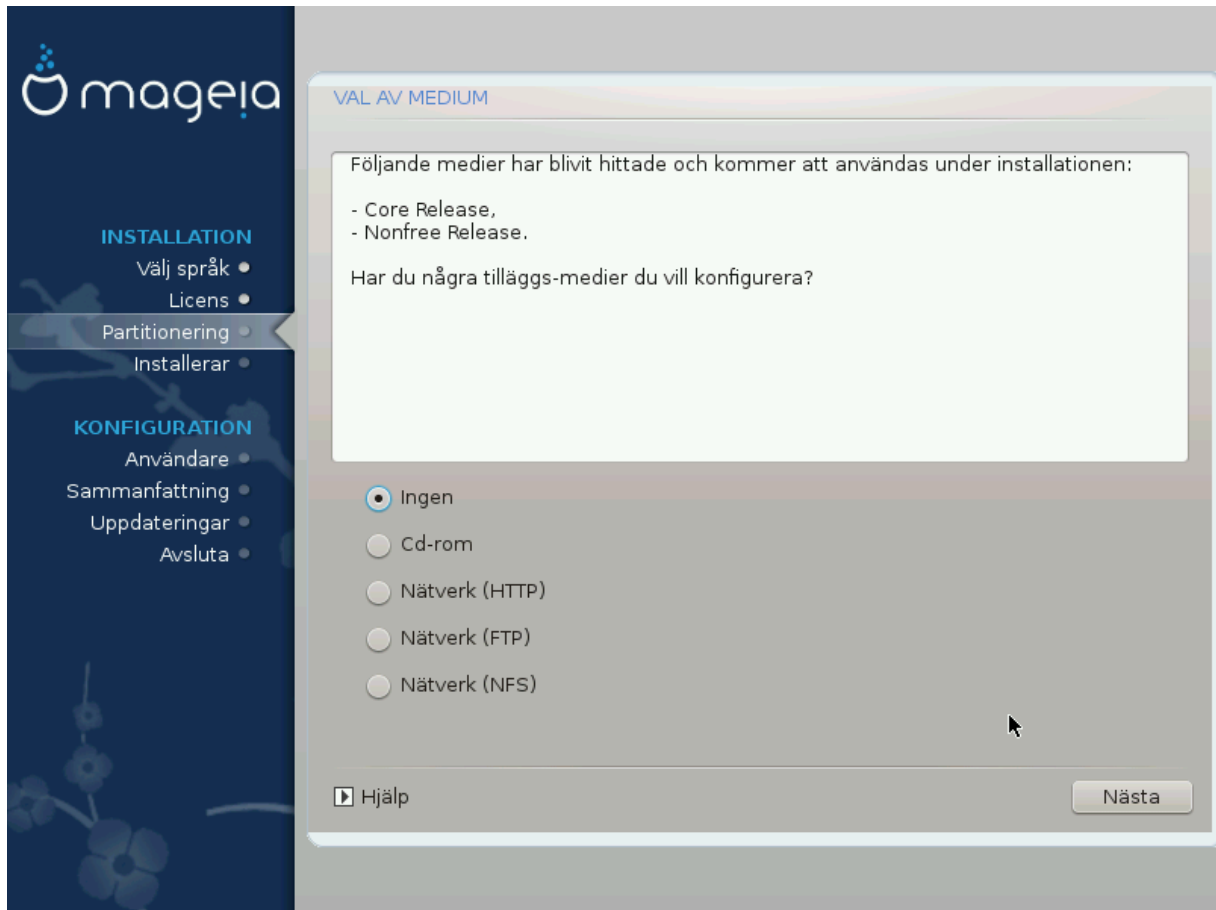 mageia
INSTALLATION
Välj språk
Licens
Partitionering
Installerar
KONFIGURATION
Användare
Sammanfattning
Uppdateringar
Avsluta
VAL AV MEDIUM
Följande medier har blivit hittade och kommer att användas under installationen:
- Core Release,
- Nonfree Release.
Har du några tilläggs-medier du vill konfigurera?
Ingen
Cd-rom
Nätverk (HTTP)
Nätverk (FTP)
Nätverk (NFS)
Hjälp
Nästa